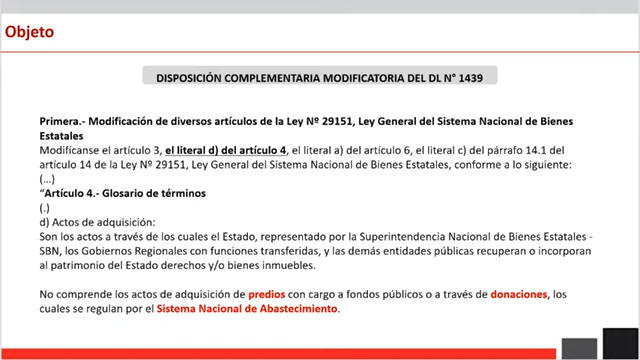 Objeto
DISPOSICIÓN COMPLEMENTARIA MODIFICATORIA DEL DL N° 1439
Primera.- Modificación de diversos artículos de la Ley Nº 29151, Ley General del Sistema Nacional de Bienes
Estatales
Modifícanse el artículo 3, el literal d) del artículo 4, el literal a) del artículo 6, el literal c) del párrafo 14.1 del
artículo 14 de la Ley Nº 29151, Ley General del Sistema Nacional de Bienes Estatales, conforme a lo siguiente:
(...)
“Artículo 4.- Glosario de términos
(.)
d) Actos de adquisición:
Son los actos a través de los cuales el Estado, representado por la Superintendencia Nacional de Bienes Estatales -
SBN, los Gobiernos Regionales con funciones transferidas, y las demás entidades públicas recuperan o incorporan
al patrimonio del Estado derechos y/o bienes inmuebles.
No comprende los actos de adquisición de predios con cargo a fondos públicos o a través de donaciones, los
cuales se regulan por el Sistema Nacional de Abastecimiento.